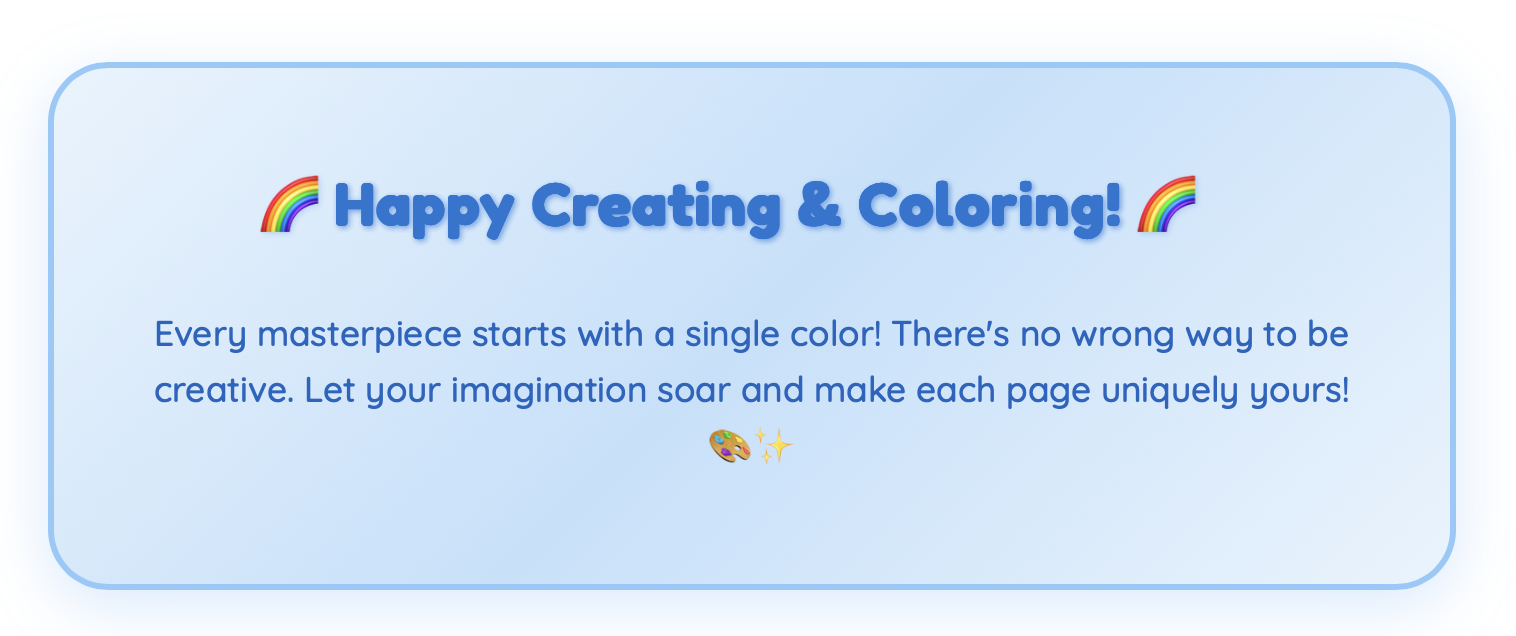 🌈 Happy Creating & Coloring! 🌈
Every masterpiece starts with a single color! There's no wrong way to be
creative. Let your imagination soar and make each page uniquely yours!
🎨✨